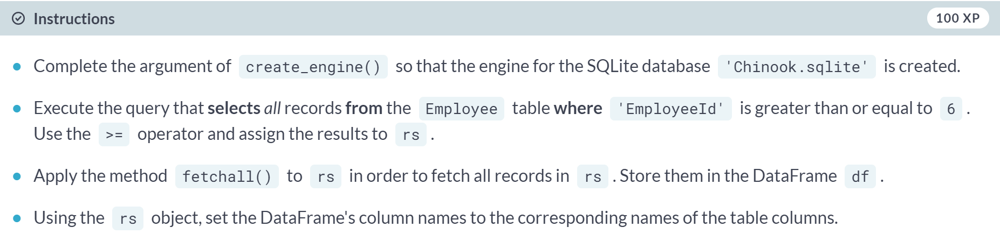 Instructions
100 XP
Complete the argument of create_engine() so that the engine for the SQLite database 'Chinook.sqlite' is created.
Execute the query that selects all records from the Employee table where 'EmployeeId' is greater than or equal to 6 .
Use the >= operator and assign the results to rs .
Apply the method fetchall() to rs in order to fetch all records in rs . Store them in the DataFrame df .
Using the rs object, set the DataFrame's column names to the corresponding names of the table columns.